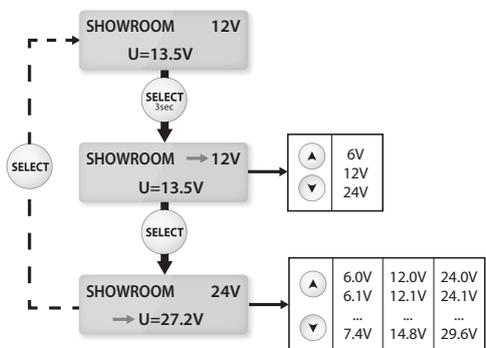 SHOWROOM 12V
U=13.5V
SELECT
3sec
SHOWROOM → 12V
U=13.5V
6V
12V
24V
SELECT
SELECT
SHOWROOM 24V
→ U=27.2V
6.0V 12.0V 24.0V
6.1V 12.1V 24.1V
... ... ...
7.4V 14.8V 29.6V